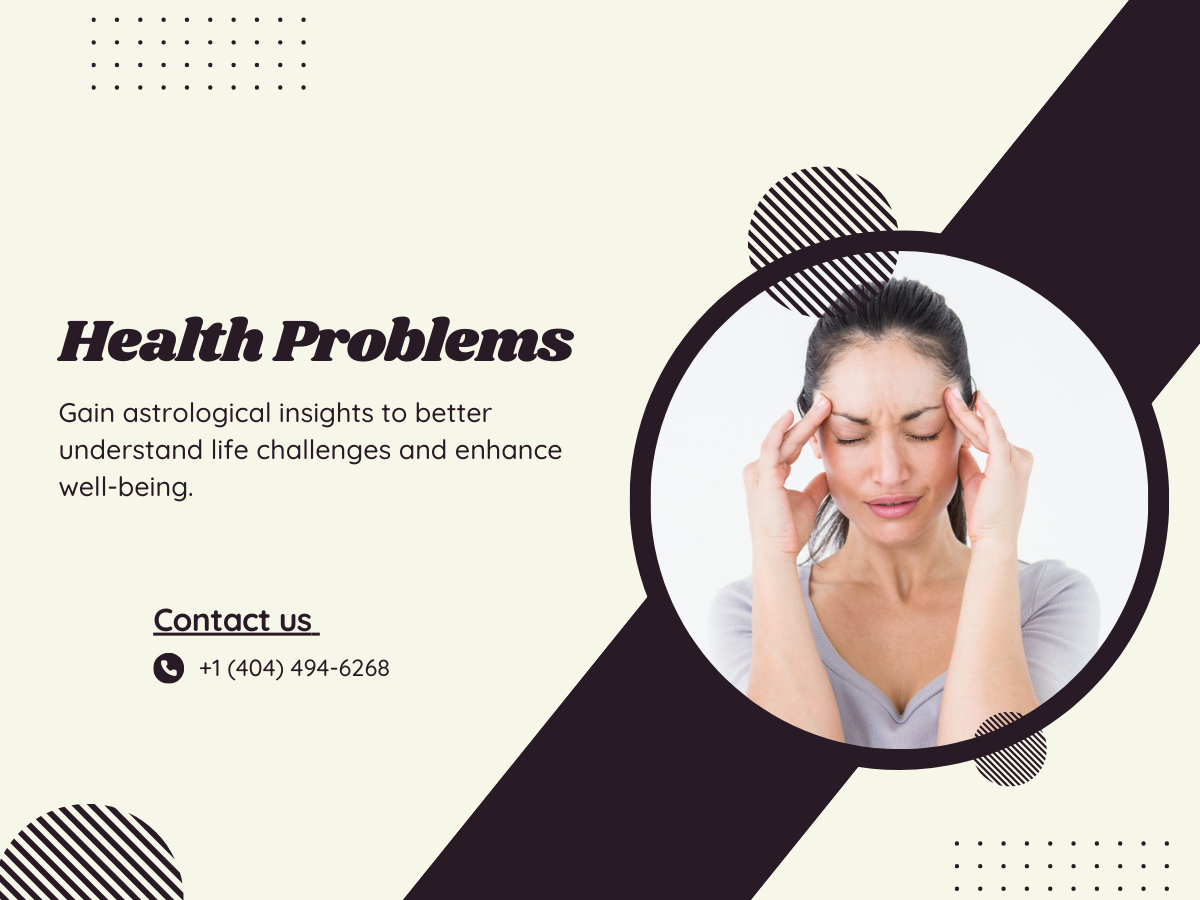 Health Problems
Gain astrological insights to better
understand life challenges and enhance
well-being.
Contact us
+1 (404) 494-6268